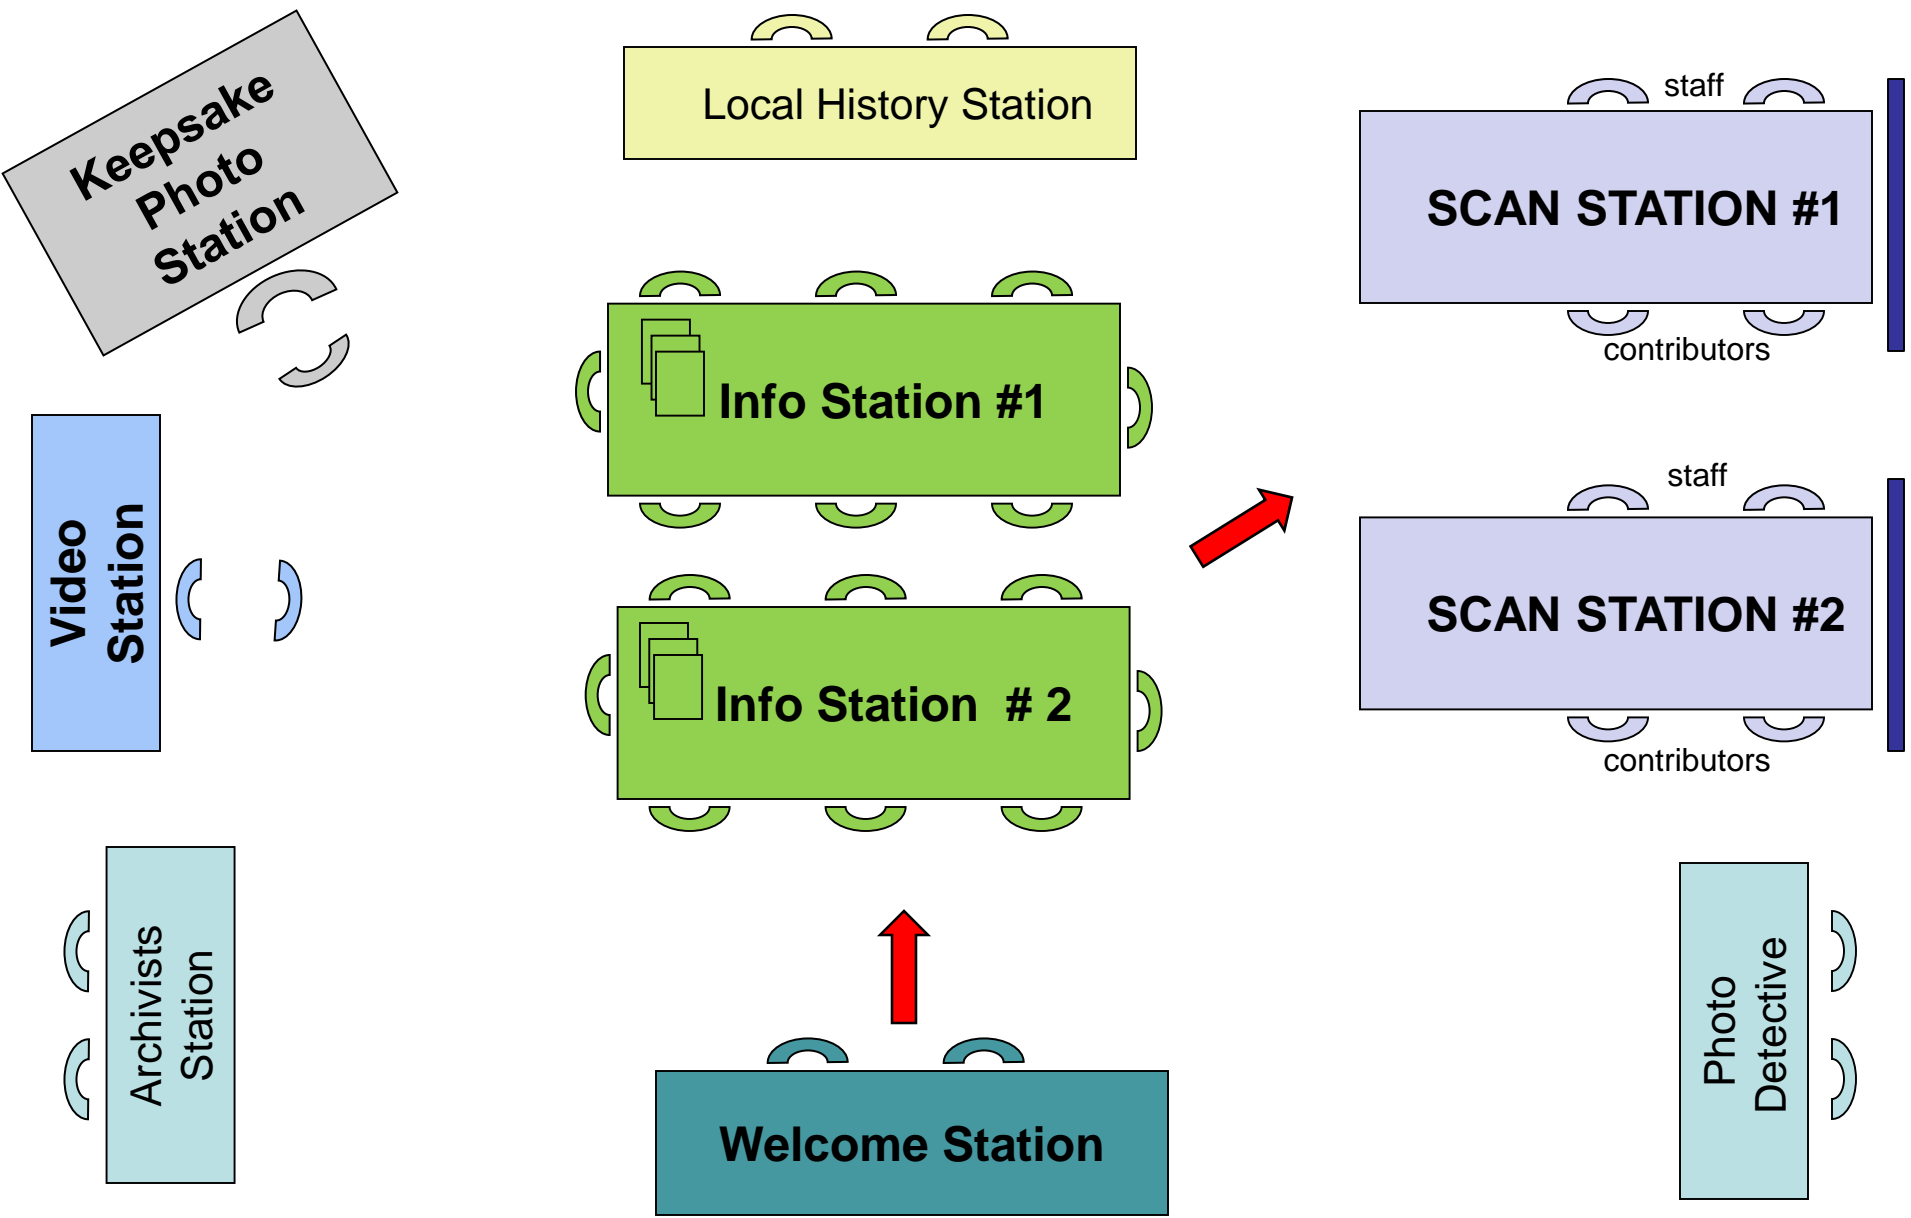 Keepsake
Photo
Station
Local History Station
staff
SCAN STATION #1
contributors
Info Station #1
Video
Station
staff
SCAN STATION #2
contributors
Info Station  # 2
Archivists
Station
Photo
Detective
Welcome Station